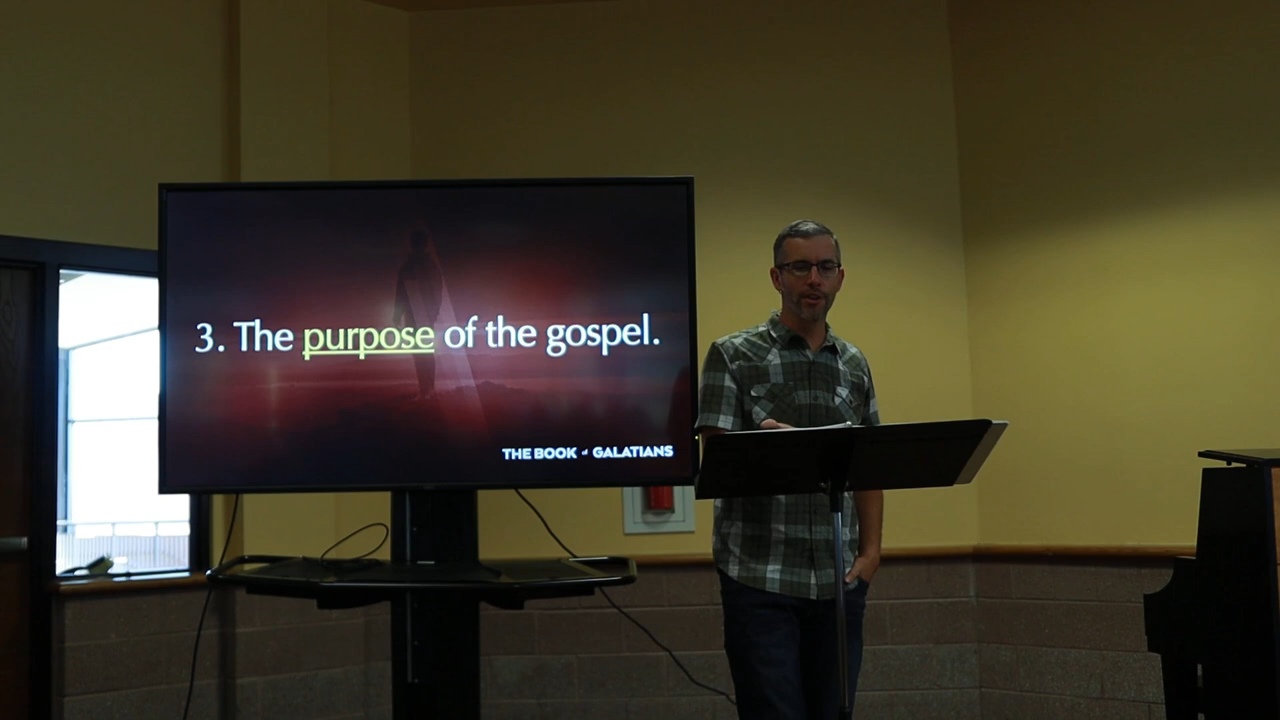 3. The purpose of the gospel.
THE BOOK of GALATIANS